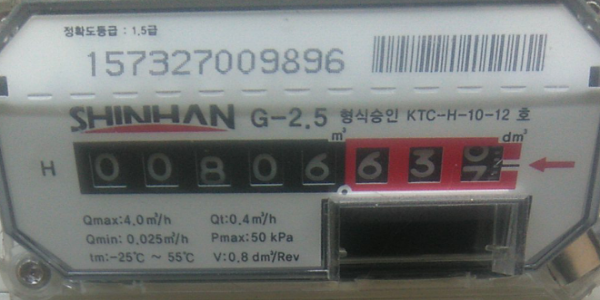 정확도등급 : 1.5급
157327009896
SHINHAN G-2.5 형식승인 KTC-H-10-12 호
m³ dm³
H 0 0 8 0 6 6 3
Qmax:4.0㎥/h Qt:0.4㎥/h
Qmin: 0.025㎥/h Pmax:50 kPa
tm:-25℃ ~ 55℃ V:0.8 dm³/Rev